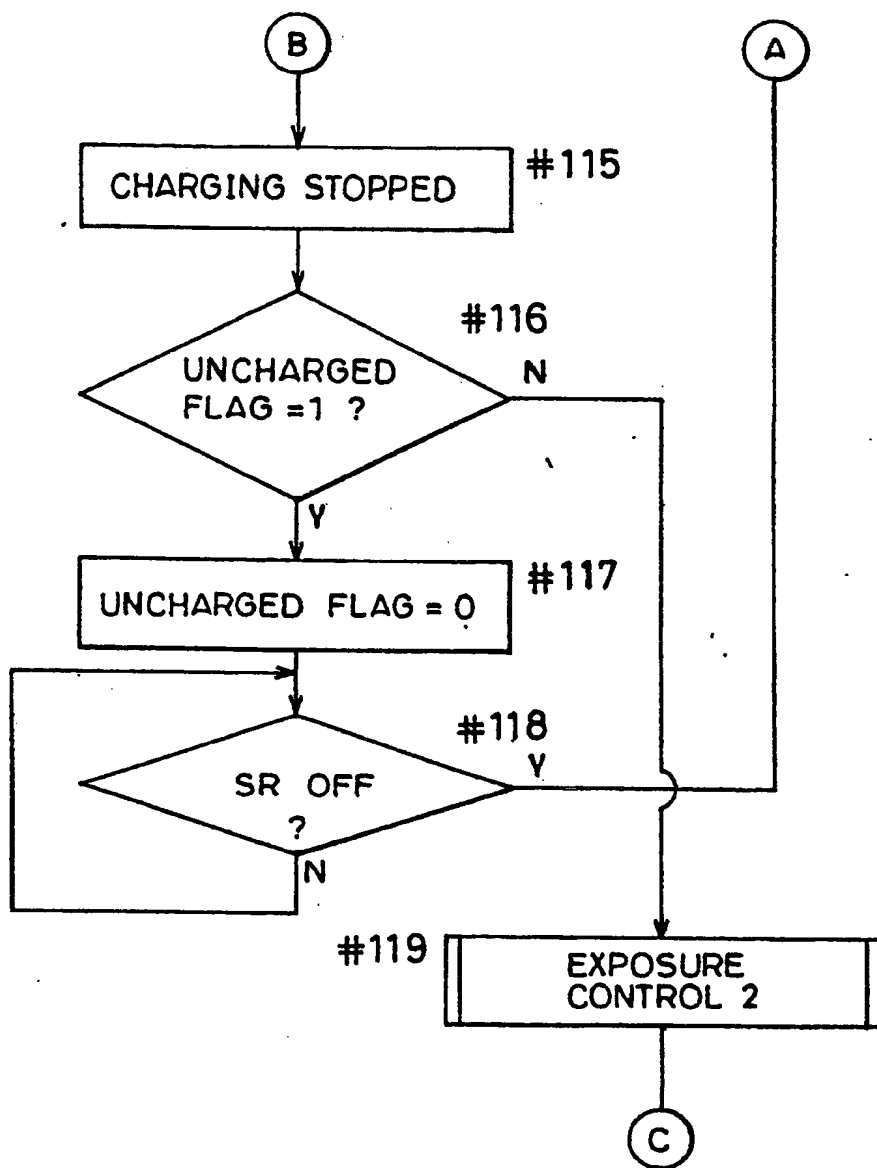 B
A
CHARGING STOPPED
#115
#116
UNCHARGED
FLAG =1 ?
N
Y
#117
UNCHARGED FLAG = 0
#118
Y
SR OFF
?
N
#119
EXPOSURE
CONTROL 2
C